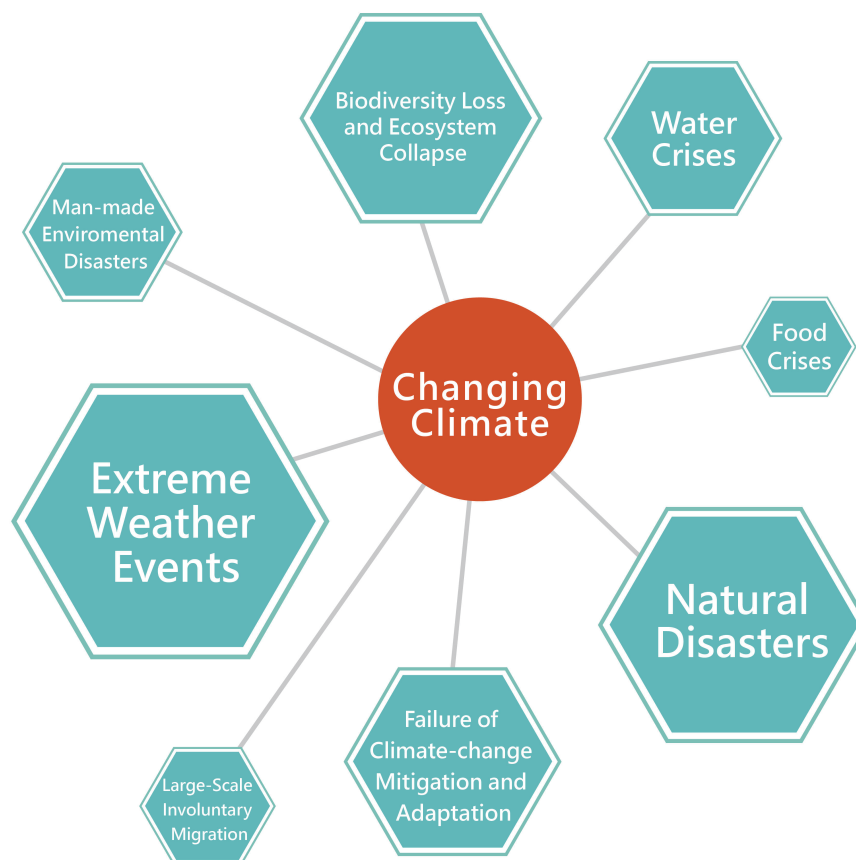 Biodiversity Loss
and Ecosystem
Collapse
Water
Crises
Man-made
Enviromental
Disasters
Food
Crises
Changing
Climate
Extreme
Weather
Events
Natural
Disasters
Failure of
Climate-change
Mitigation and
Adaptation
Large-Scale
Involuntary
Migration